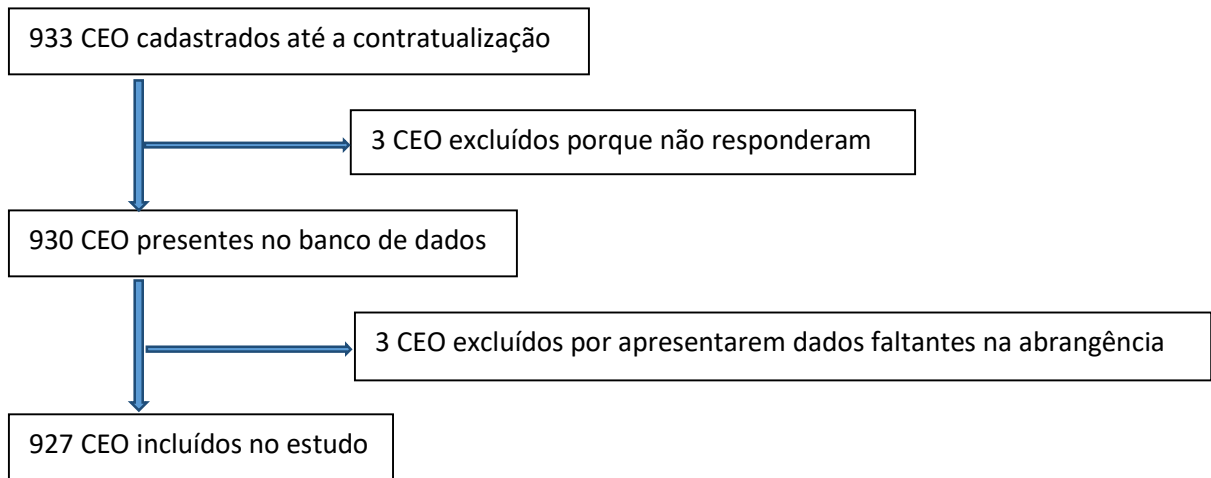 933 CEO cadastrados até a contratualização
3 CEO excluídos porque não responderam
930 CEO presentes no banco de dados
3 CEO excluídos por apresentarem dados faltantes na abrangência
927 CEO incluídos no estudo